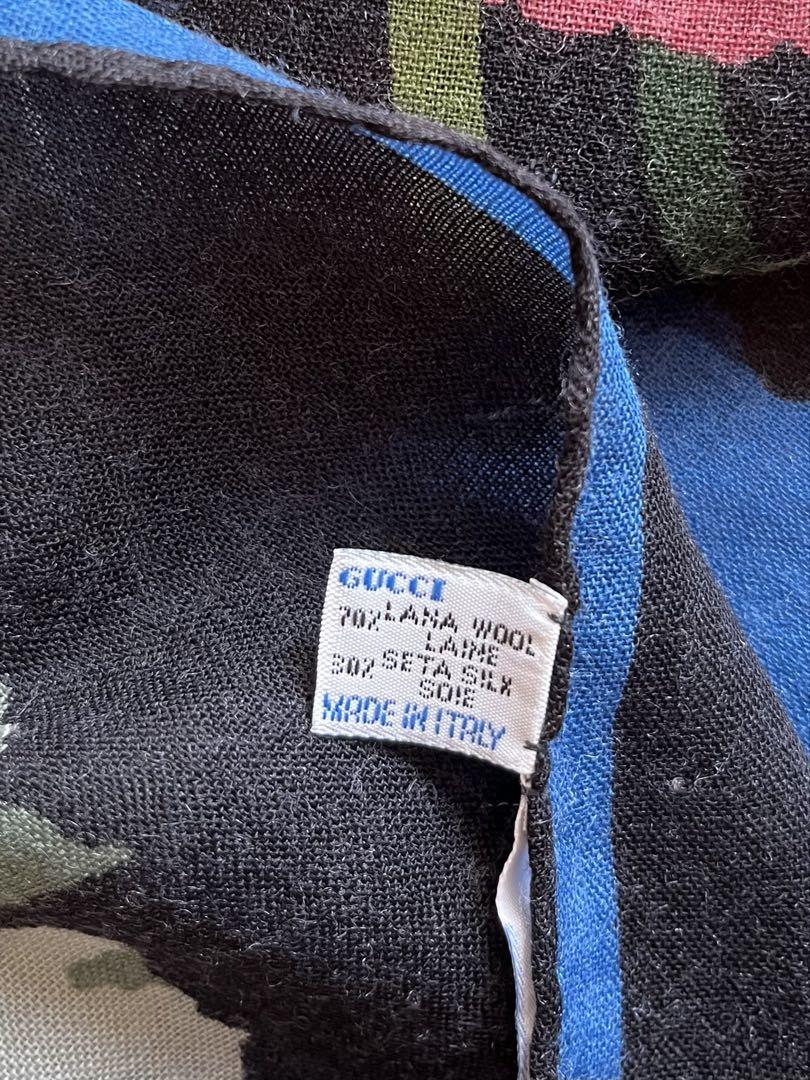 GUCCI
70% LANA WOOL
LAINE
30% SETA SILK
SOIE
MADE IN ITALY